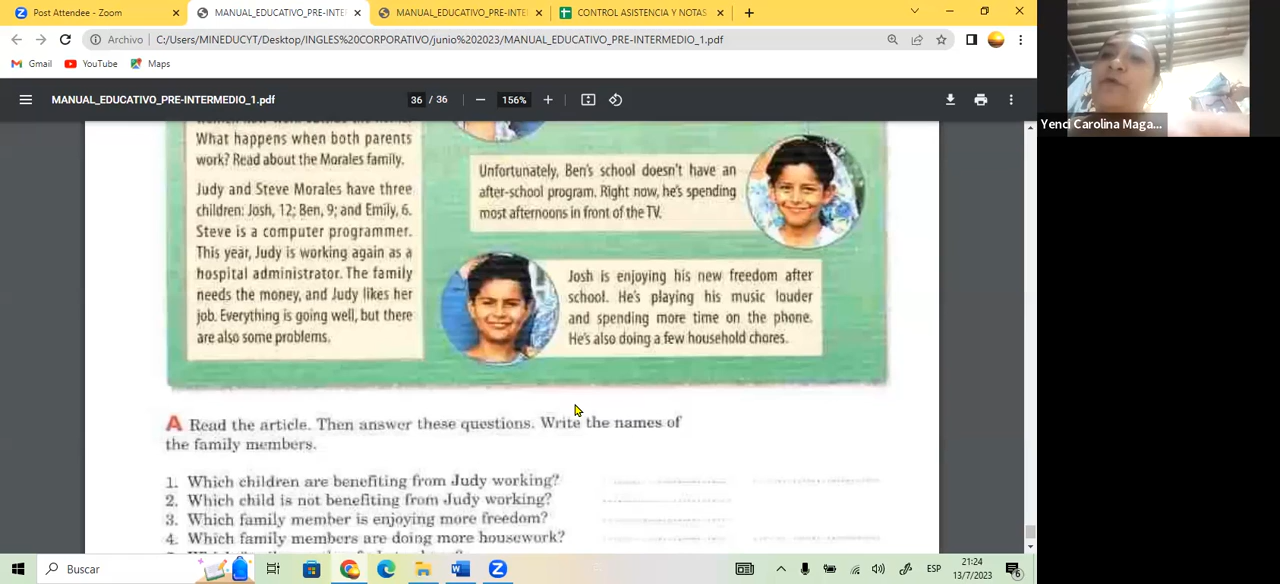 Post Attendee - Zoom
MANUAL_EDUCATIVO_PRE-INTERME
MANUAL_EDUCATIVO_PRE-INTERME
CONTROL ASISTENCIA Y NOTAS
Archivo
C:/Users/MINEDUCYT/Desktop/INGLES%20CORPORATIVO/junio%202023/MANUAL_EDUCATIVO_PRE-INTERMEDIO_1.pdf
Gmail
YouTube
Maps
MANUAL_EDUCATIVO_PRE-INTERMEDIO_1.pdf
36 / 36
156%
What happens when both parents
work? Read about the Morales family.
Judy and Steve Morales have three
children: Josh, 12; Ben, 9; and Emily, 6.
Steve is a computer programmer.
This year, Judy is working again as a
hospital administrator. The family
needs the money, and Judy likes her
job. Everything is going well, but there
are also some problems.
Unfortunately, Ben's school doesn't have an
after-school program. Right now, he's spending
most afternoons in front of the TV.
Josh is enjoying his new freedom after
school. He's playing his music louder
and spending more time on the phone.
He's also doing a few household chores.
A Read the article. Then answer these questions. Write the names of
the family members.
1. Which children are benefiting from Judy working?
2. Which child is not benefiting from Judy working?
3. Which family member is enjoying more freedom?
4. Which family members are doing more housework?
Yenci Carolina Maga...
Buscar
ESP
21:24
13/7/2023
6